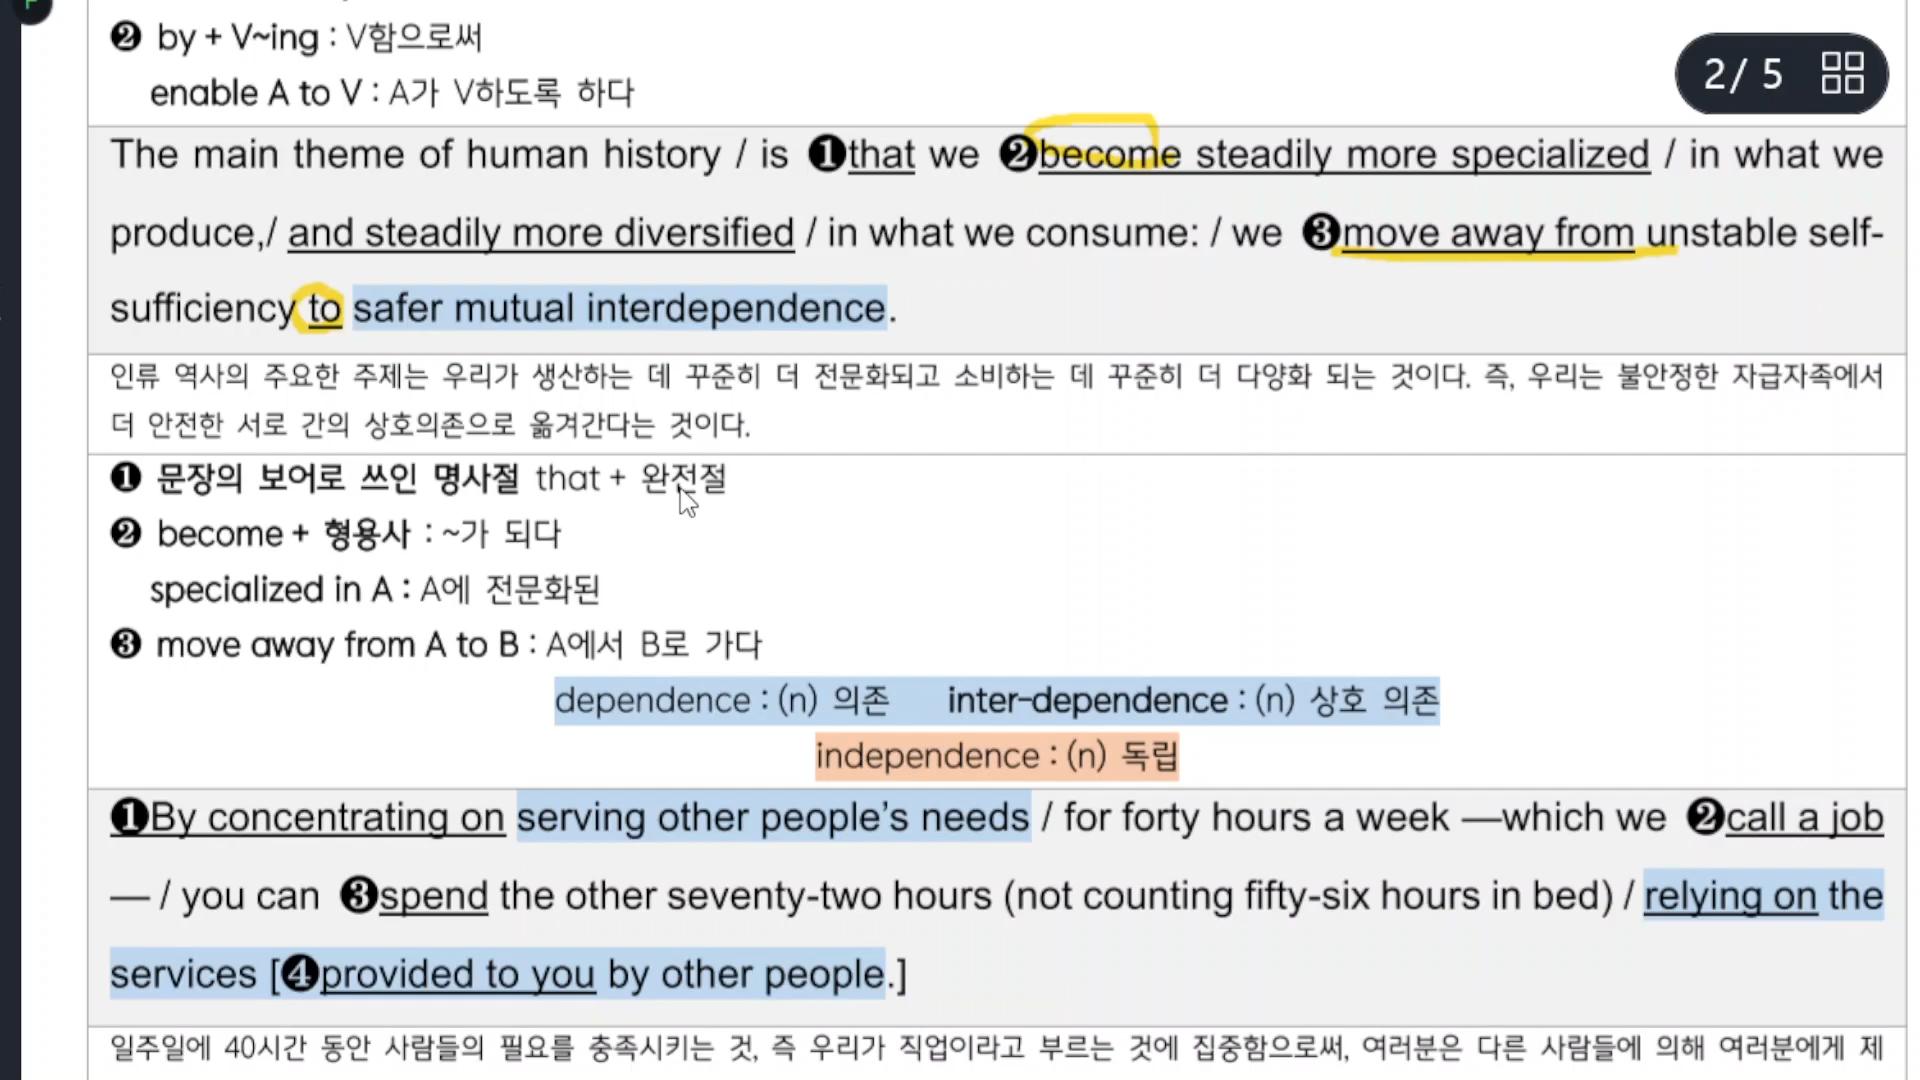 ❷ by + V~ing : V함으로써
2/ 5
enable A to V : A가 V하도록 하다
The main theme of human history / is ❶that we ❷become steadily more specialized / in what we
produce,/ and steadily more diversified / in what we consume: / we ❸move away from unstable self-
sufficiency to safer mutual interdependence.
인류 역사의 주요한 주제는 우리가 생산하는 데 꾸준히 더 전문화되고 소비하는 데 꾸준히 더 다양화 되는 것이다. 즉, 우리는 불안정한 자급자족에서
더 안전한 서로 간의 상호의존으로 옮겨간다는 것이다.
❶ 문장의 보어로 쓰인 명사절 that + 완전절
❷ become + 형용사 : ~가 되다
specialized in A : A에 전문화된
❸ move away from A to B : A에서 B로 가다
dependence : (n) 의존 inter-dependence : (n) 상호 의존
independence : (n) 독립
❶By concentrating on serving other people’s needs / for forty hours a week —which we ❷call a job
— / you can ❸spend the other seventy-two hours (not counting fifty-six hours in bed) / relying on the
services [❹provided to you by other people.]
일주일에 40시간 동안 사람들의 필요를 충족시키는 것, 즉 우리가 직업이라고 부르는 것에 집중함으로써, 여러분은 다른 사람들에 의해 여러분에게 제